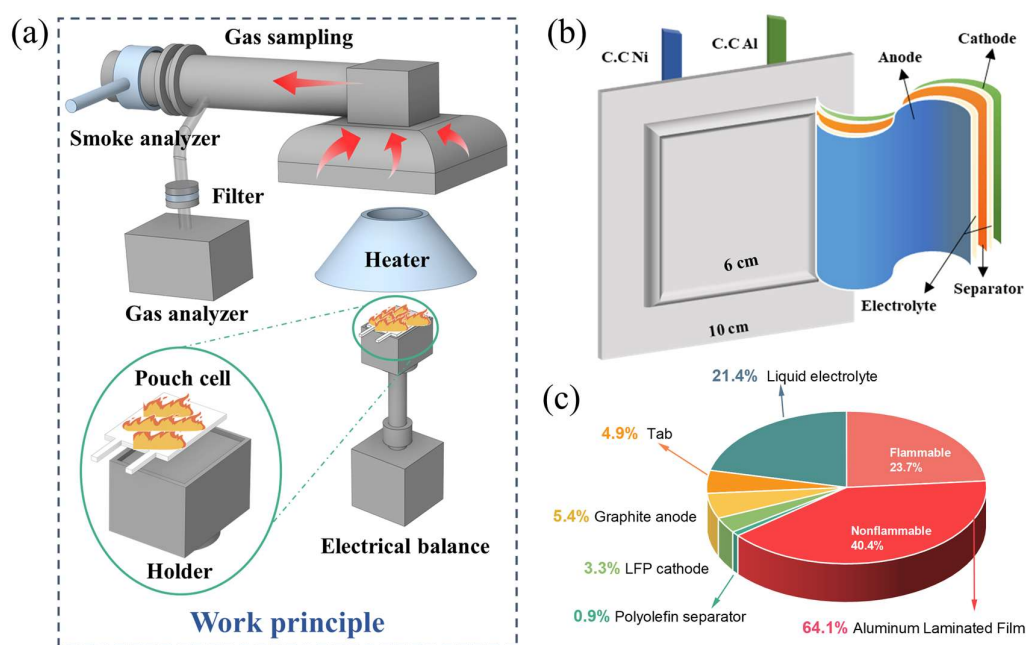 (a)
Gas sampling
Smoke analyzer
Filter
Gas analyzer
Heater
Pouch cell
Holder
Electrical balance
Work principle
(b)
C.C Ni
C.C Al
Cathode
Anode
6 cm
10 cm
Electrolyte
Separator
(c)
21.4% Liquid electrolyte
4.9% Tab
5.4% Graphite anode
3.3% LFP cathode
0.9% Polyolefin separator
Flammable
23.7%
Nonflammable
40.4%
64.1% Aluminum Laminated Film